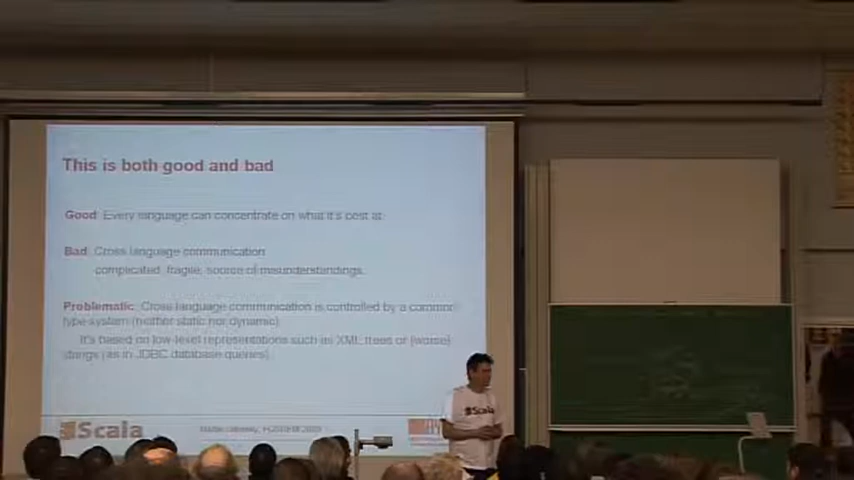 This is both good and bad
Good: Every language can concentrate on what it's best at.
Bad: Cross language communication
complicated, fragile, source of misunderstandings.
Problematic: Cross language communication is controlled by a common
type system (neither static nor dynamic).
It's based on low-level representations such as XML trees or (worse)
strings (as in JDBC database queries).
Scala
Scala